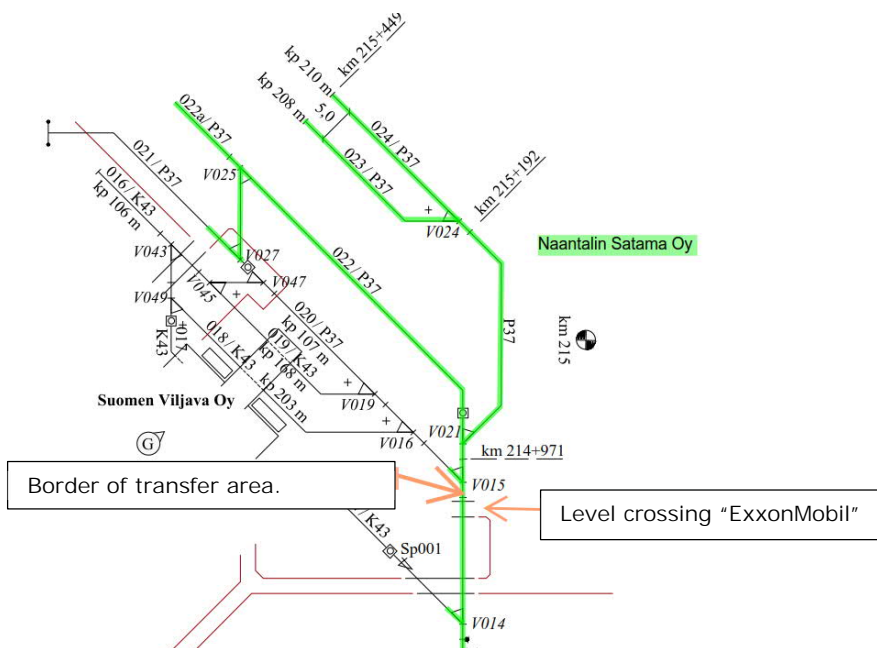 km 215+449
kp 210 m
kp 208 m
5,0
022a/ P37
024/ P37
023/ P37
021/ P37
016/ K43
kp 106 m
V025
km 215+192
V024
Naantalin Satama Oy
V043
V027
V047
V045
V049
022/ P37
P37
km 215
020/ P37
kp 107 m
019/ K43
kp 168 m
018/ K43
kp 203 m
017
K43
Suomen Viljava Oy
V019
V016
V021
G
km 214+971
V015
Border of transfer area.
Level crossing “ExxonMobil”
/ K43
Sp001
V014